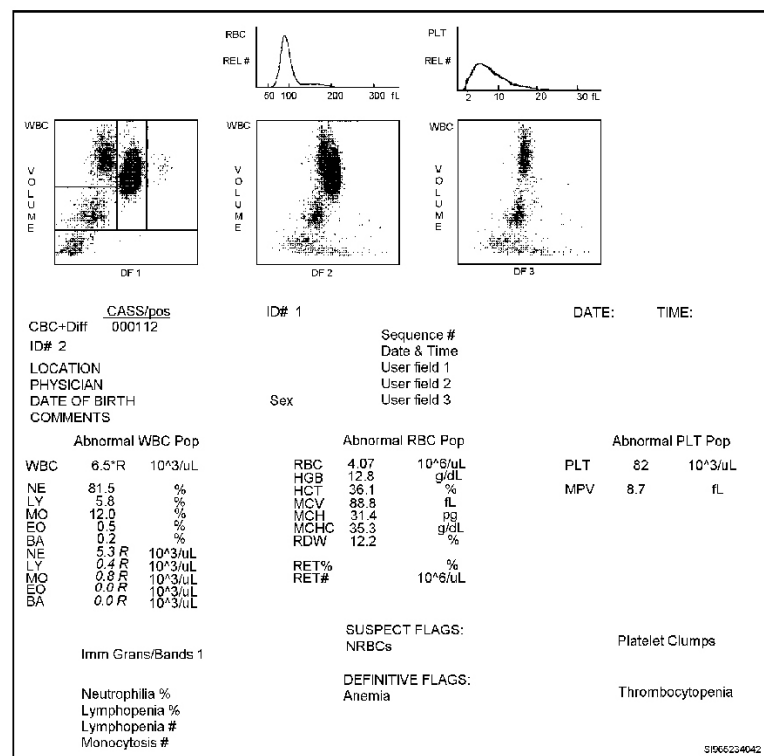 RBC
REL #
50 100 200 300 fL
PLT
REL #
2 10 20 30 fL
WBC
VOLUME
DF 1
WBC
VOLUME
DF 2
WBC
VOLUME
DF 3
CASS/pos
CBC+Diff 000112
ID# 1
DATE: TIME:
ID# 2
LOCATION
PHYSICIAN
DATE OF BIRTH
COMMENTS
Sex
Sequence #
Date & Time
User field 1
User field 2
User field 3
Abnormal WBC Pop
WBC 6.5*R 10^3/uL
NE 81.5 %
LY 5.8 %
MO 12.0 %
EO 0.5 %
BA 0.2 %
NE 5.3 R 10^3/uL
LY 0.4 R 10^3/uL
MO 0.8 R 10^3/uL
EO 0.0 R 10^3/uL
BA 0.0 R 10^3/uL
Abnormal RBC Pop
RBC 4.07 10^6/uL
HGB 12.8 g/dL
HCT 36.1 %
MCV 88.8 fL
MCH 31.4 pg
MCHC 35.3 g/dL
RDW 12.2 %
RET% %
RET# 10^6/uL
Abnormal PLT Pop
PLT 82 10^3/uL
MPV 8.7 fL
SUSPECT FLAGS:
Imm Grans/Bands 1
NRBCs
Platelet Clumps
DEFINITIVE FLAGS:
Neutrophilia %
Lymphopenia %
Lymphopenia #
Monocytosis #
Anemia
Thrombocytopenia
SI965234042